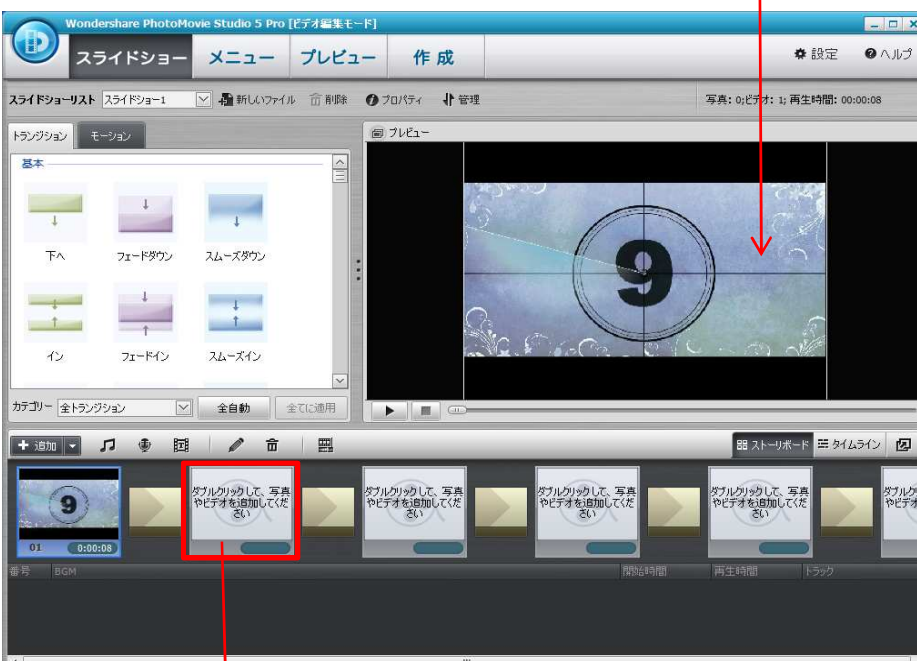 Wondershare PhotoMovie Studio 5 Pro [ビデオ編集モード]
スライドショー メニュー プレビュー 作成 設定 ヘルプ
スライドショーリスト スライドショー1 新しいファイル 削除 プロパティ 管理 写真: 0;ビデオ: 1; 再生時間: 00:00:08
トランジション モーション プレビュー
基本
下へ フェードダウン スムーズダウン
9
イン フェードイン スムーズイン
カテゴリー 全トランジション 全自動 全てに適用
追加 ストーリボード タイムライン
ダブルクリックして、写真 ダブルクリックして、写真 ダブルクリックして、写真 ダブルクリックして、写真 ダブルク
やビデオを追加してくだ やビデオを追加してくだ やビデオを追加してくだ やビデオを追加してくだ やビデオ
さい さい さい さい
9
01 0:00:08
番号 BGM 開始時間 再生時間 トラック